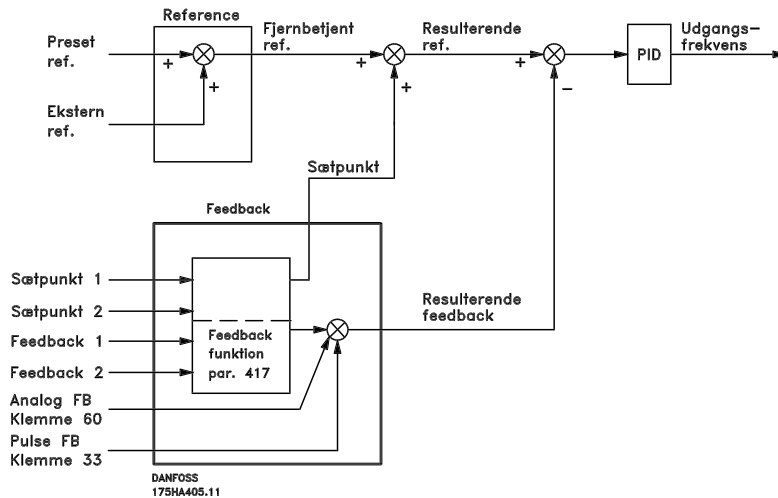 Reference
Preset
ref.
+
+
Ekstern
ref.
Fjernbetjent
ref.
+
+
Resulterende
ref.
+
−
PID
Udgangs-
frekvens
Sætpunkt
Feedback
Sætpunkt 1
Sætpunkt 2
Feedback 1
Feedback 2
Feedback
funktion
par. 417
Analog FB
Klemme 60
Pulse FB
Klemme 33
Resulterende
feedback
DANFOSS
175HA405.11